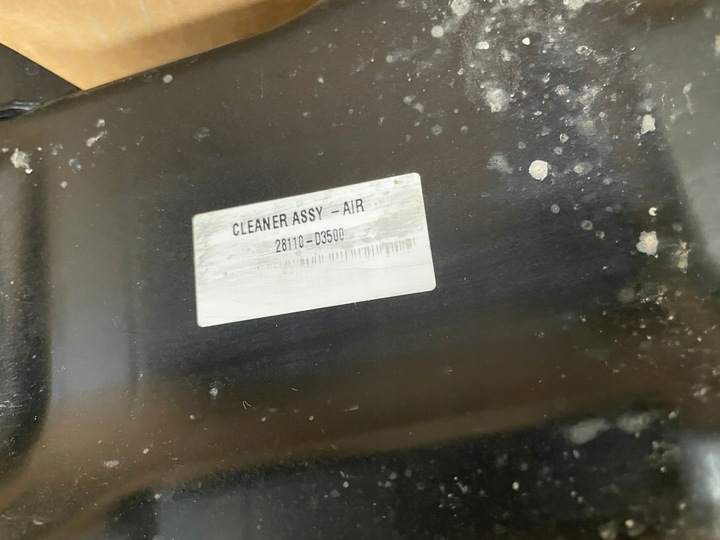 CLEANER ASSY - AIR
28110-D3500